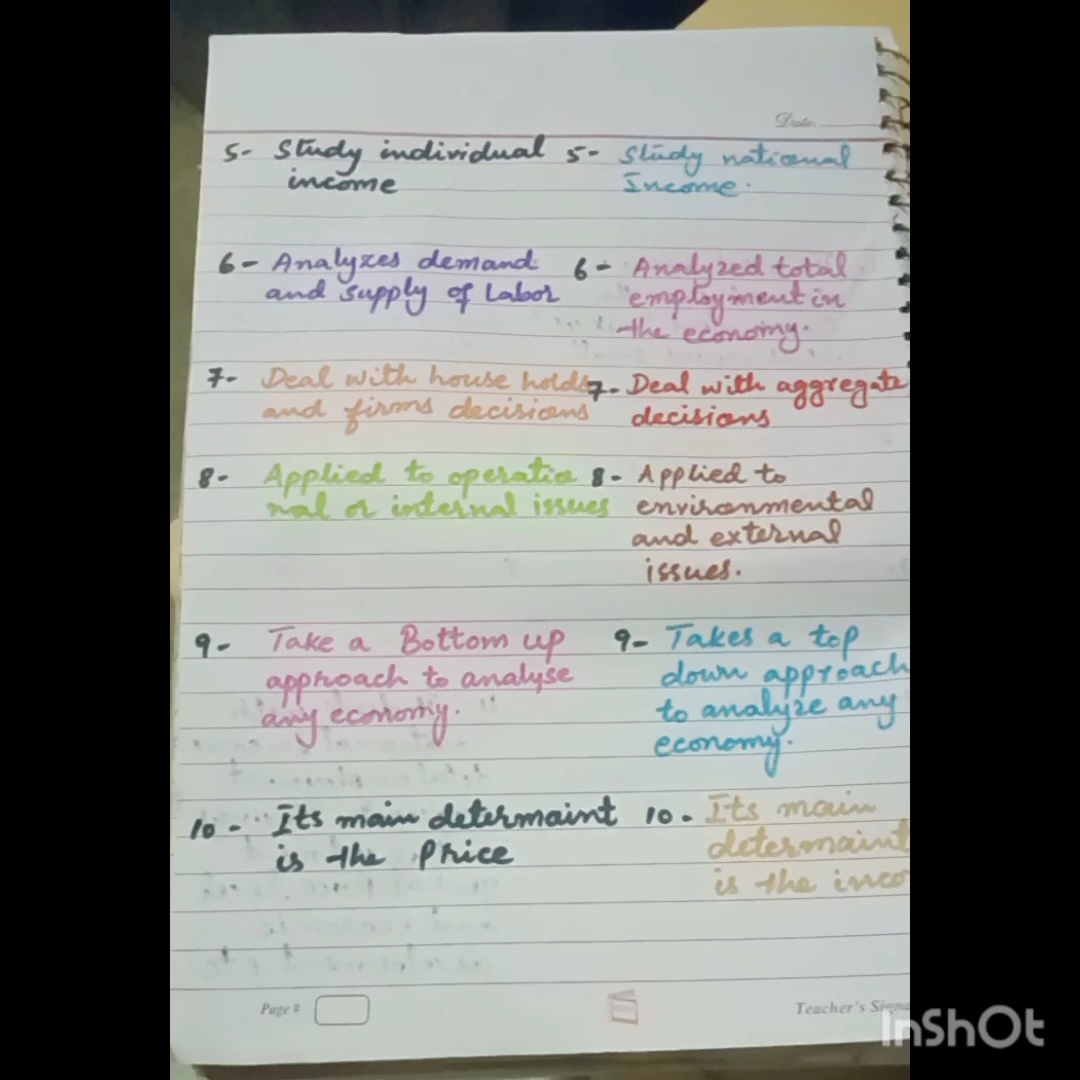 Date.
5- Study individual
income
5- Study national
Income.
6- Analyzes demand
and supply of Labor
6- Analyzed total
employment in
the economy.
7- Deal with house holds
and firms decisions
7- Deal with aggregate
decisions
8- Applied to operatio
nal or internal issues
8- Applied to
environmental
and external
issues.
9- Take a Bottom up
approach to analyse
any economy.
9- Takes a top
down approach
to analyze any
economy.
10- Its main determaint
is the Price
10. Its main
determaint
is the inco
Page #
Teacher's Signa
InShOt